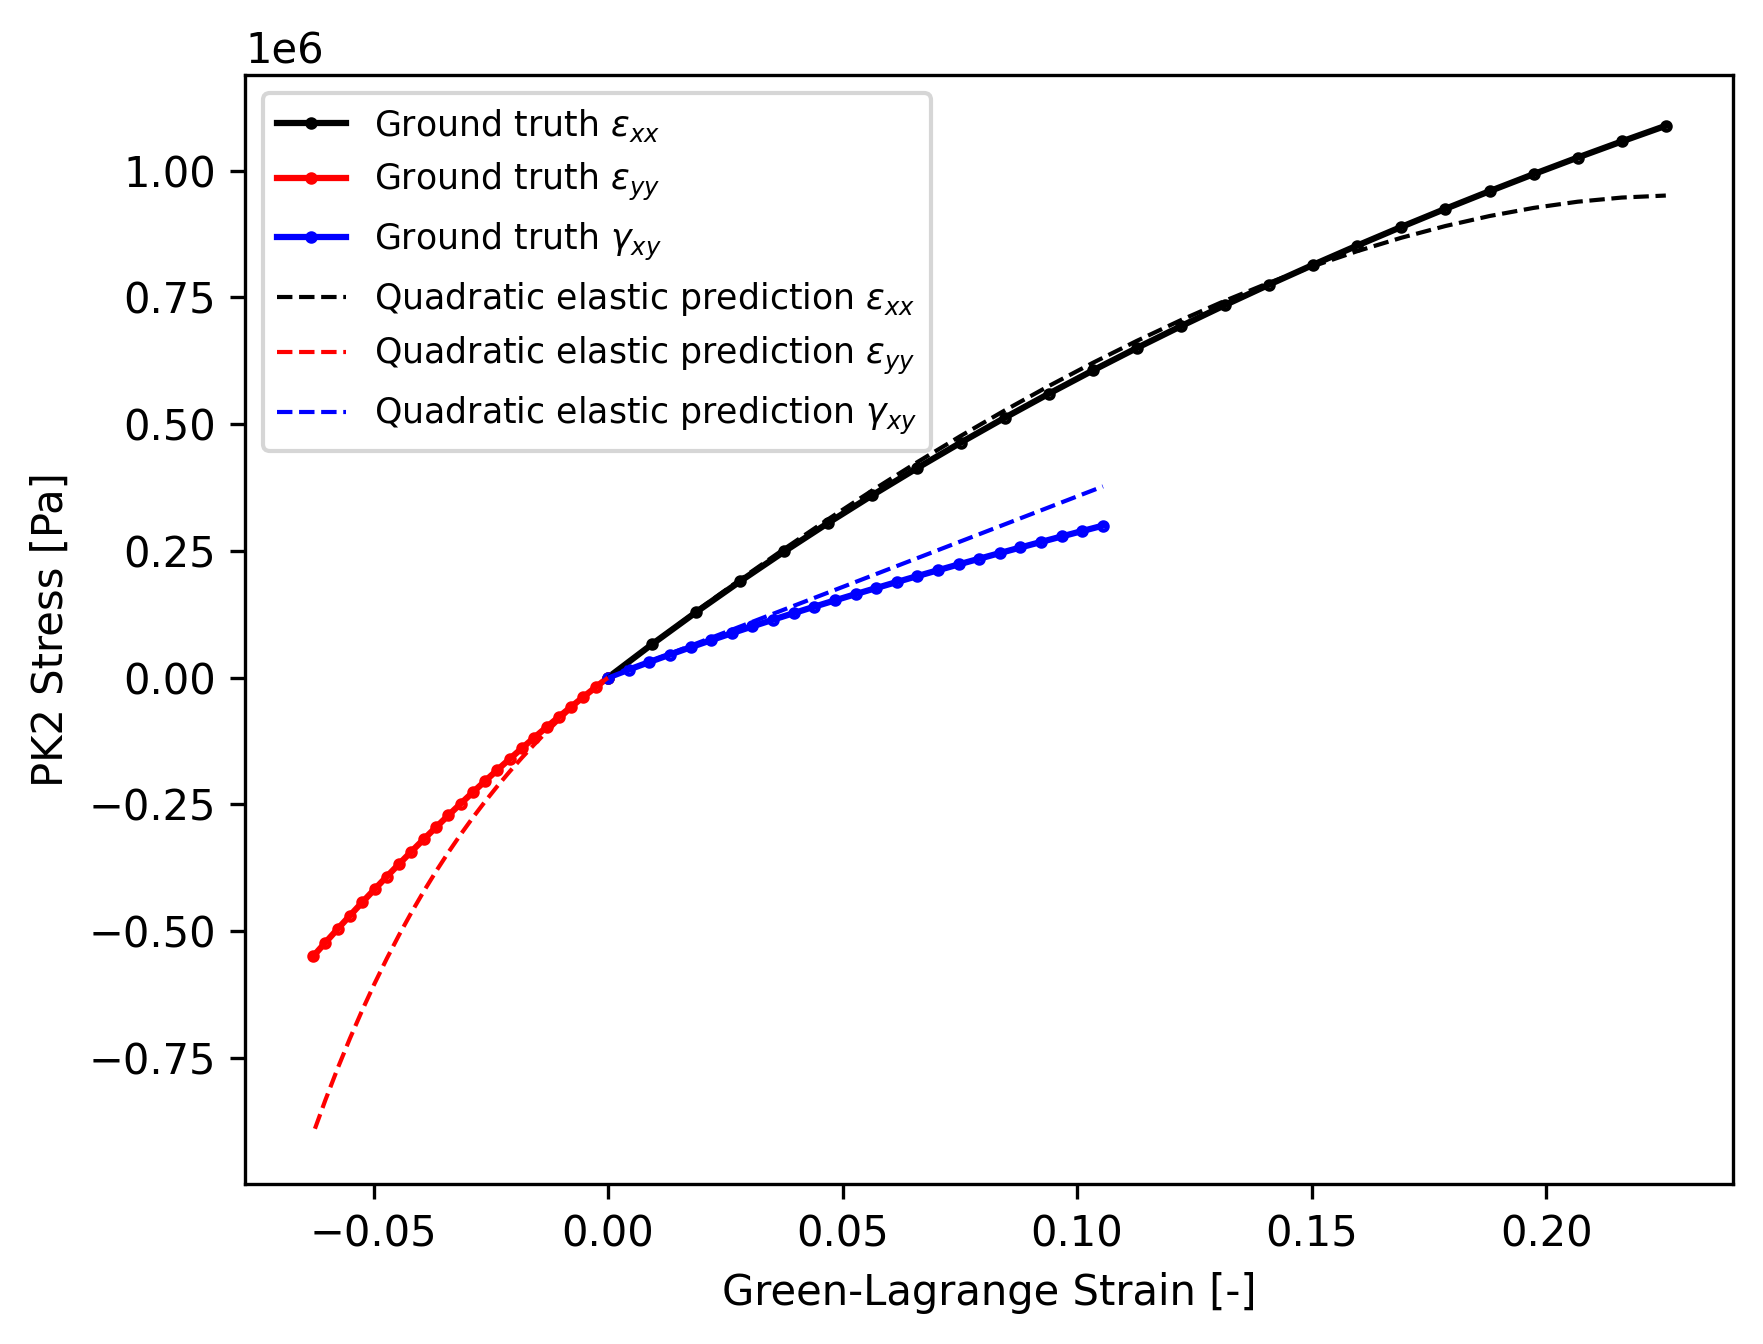 1e6
Ground truth εxx
Ground truth εyy
Ground truth γxy
Quadratic elastic prediction εxx
Quadratic elastic prediction εyy
Quadratic elastic prediction γxy
1.00
0.75
0.50
0.25
0.00
−0.25
−0.50
−0.75
PK2 Stress [Pa]
−0.05 0.00 0.05 0.10 0.15 0.20
Green-Lagrange Strain [-]